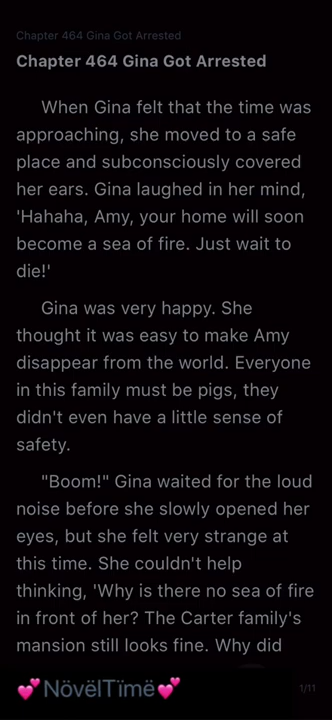 Chapter 464 Gina Got Arrested
Chapter 464 Gina Got Arrested
When Gina felt that the time was
approaching, she moved to a safe
place and subconsciously covered
her ears. Gina laughed in her mind,
'Hahaha, Amy, your home will soon
become a sea of fire. Just wait to
die!'
Gina was very happy. She
thought it was easy to make Amy
disappear from the world. Everyone
in this family must be pigs, they
didn't even have a little sense of
safety.
"Boom!" Gina waited for the loud
noise before she slowly opened her
eyes, but she felt very strange at
this time. She couldn't help
thinking, 'Why is there no sea of fire
in front of her? The Carter family's
mansion still looks fine. Why did
💕NövëlTïmë💕
1/11